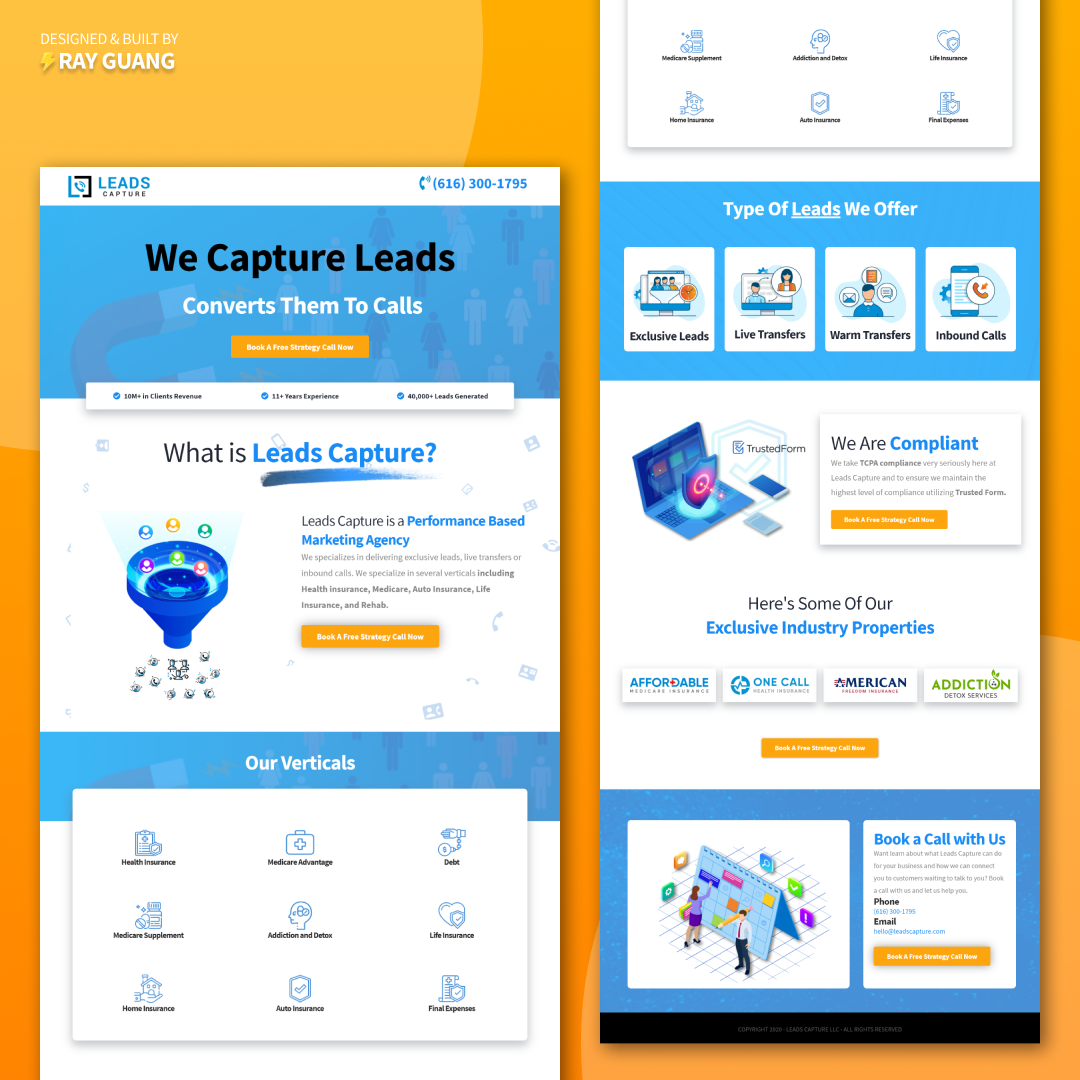 DESIGNED & BUILT BY
RAY GUANG
LEADS
CAPTURE
(616) 300-1795
We Capture Leads
Converts Them To Calls
Book A Free Strategy Call Now
10M+ in Clients Revenue
11+ Years Experience
40,000+ Leads Generated
What is Leads Capture?
Leads Capture is a Performance Based
Marketing Agency
We specializes in delivering exclusive leads, live transfers or
inbound calls. We specialize in several verticals including
Health insurance, Medicare, Auto Insurance, Life
Insurance, and Rehab.
Book A Free Strategy Call Now
Our Verticals
Health Insurance
Medicare Advantage
Debt
Medicare Supplement
Addiction and Detox
Life Insurance
Home Insurance
Auto Insurance
Final Expenses
Medicare Supplement
Addiction and Detox
Life Insurance
Home Insurance
Auto Insurance
Final Expenses
Type Of Leads We Offer
Exclusive Leads
Live Transfers
Warm Transfers
Inbound Calls
TrustedForm
We Are Compliant
We take TCPA compliance very seriously here at
Leads Capture and to ensure we maintain the
highest level of compliance utilizing Trusted Form.
Book A Free Strategy Call Now
Here's Some Of Our
Exclusive Industry Properties
AFFORDABLE
MEDICARE INSURANCE
ONE CALL
HEALTH INSURANCE
AMERICAN
FREEDOM INSURANCE
ADDICTION
DETOX SERVICES
Book A Free Strategy Call Now
Book a Call with Us
Want learn about what Leads Capture can do
for your business and how we can connect
you to customers waiting to talk to you? Book
a call with us and let us help you.
Phone
(616) 300-1795
Email
hello@leadscapture.com
Book A Free Strategy Call Now
COPYRIGHT 2020 - LEADS CAPTURE LLC - ALL RIGHTS RESERVED